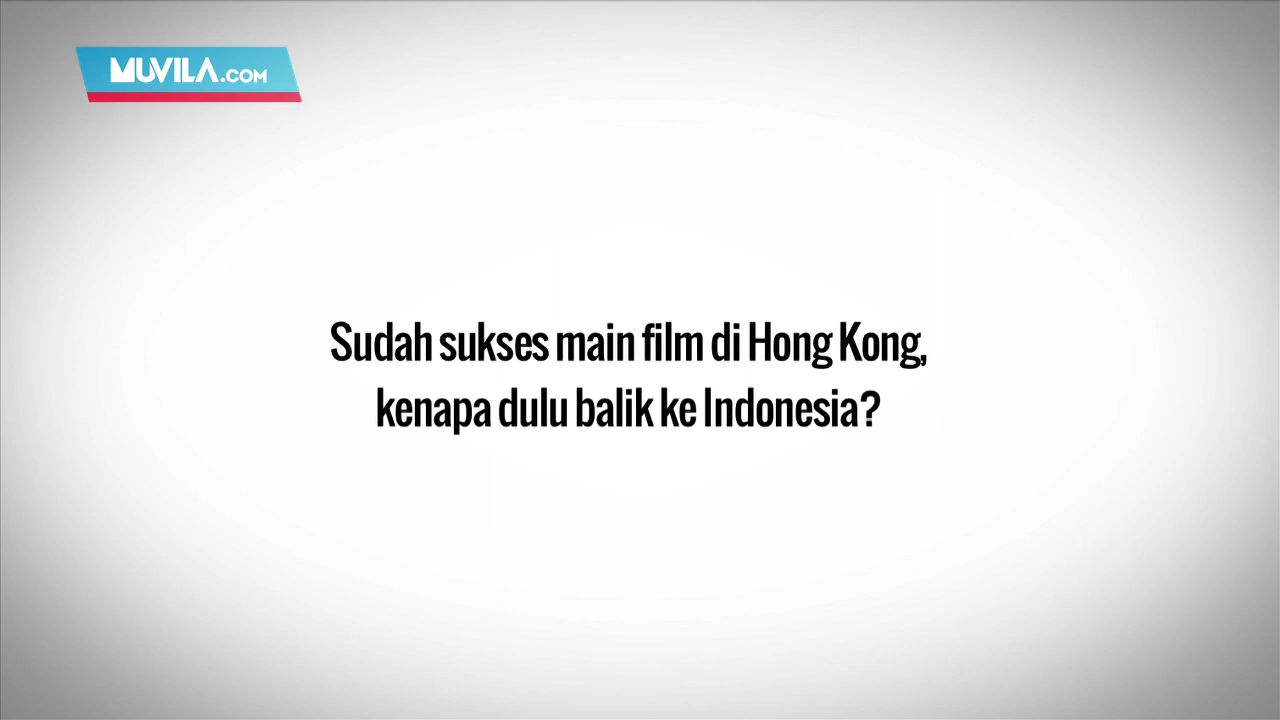 MUVILA.COM
Sudah sukses main film di Hong Kong,
kenapa dulu balik ke Indonesia?